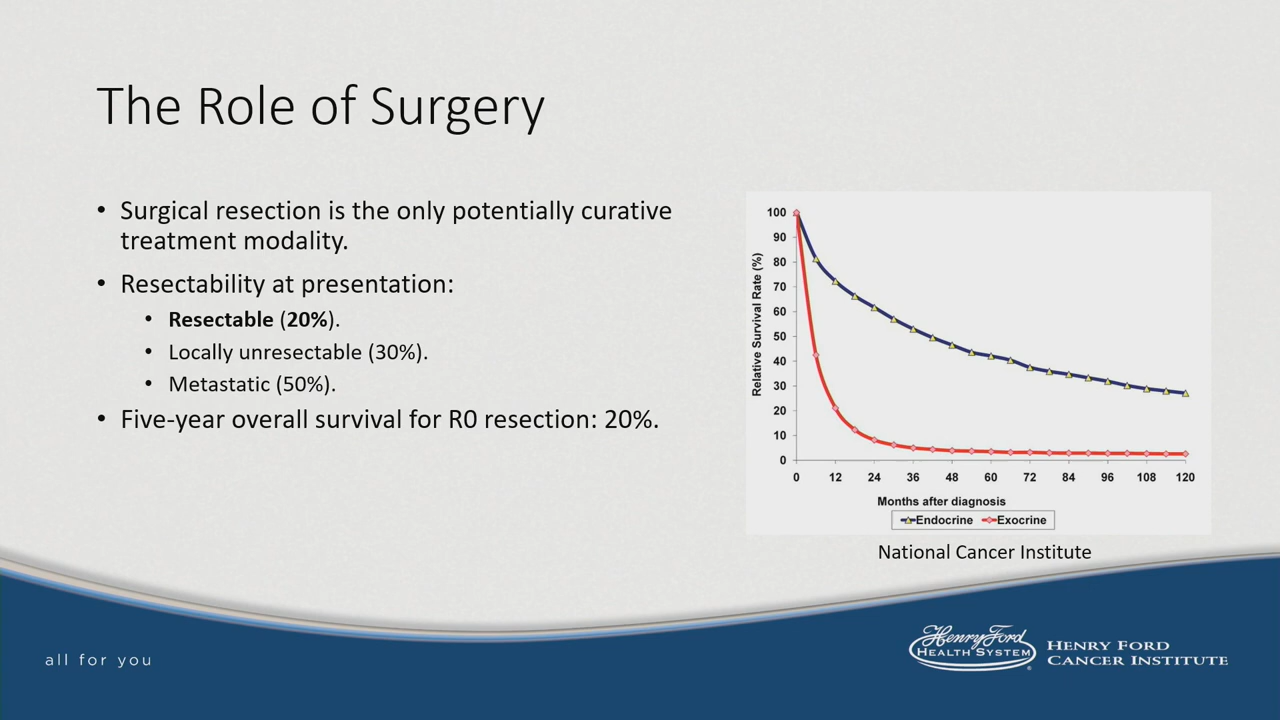 The Role of Surgery
• Surgical resection is the only potentially curative
treatment modality.
• Resectability at presentation:
• Resectable (20%).
• Locally unresectable (30%).
• Metastatic (50%).
• Five-year overall survival for R0 resection: 20%.
Relative Survival Rate (%)
100
90
80
70
60
50
40
30
20
10
0
0 12 24 36 48 60 72 84 96 108 120
Months after diagnosis
Endocrine Exocrine
National Cancer Institute
all for you
Henry Ford
HEALTH SYSTEM
HENRY FORD
CANCER INSTITUTE